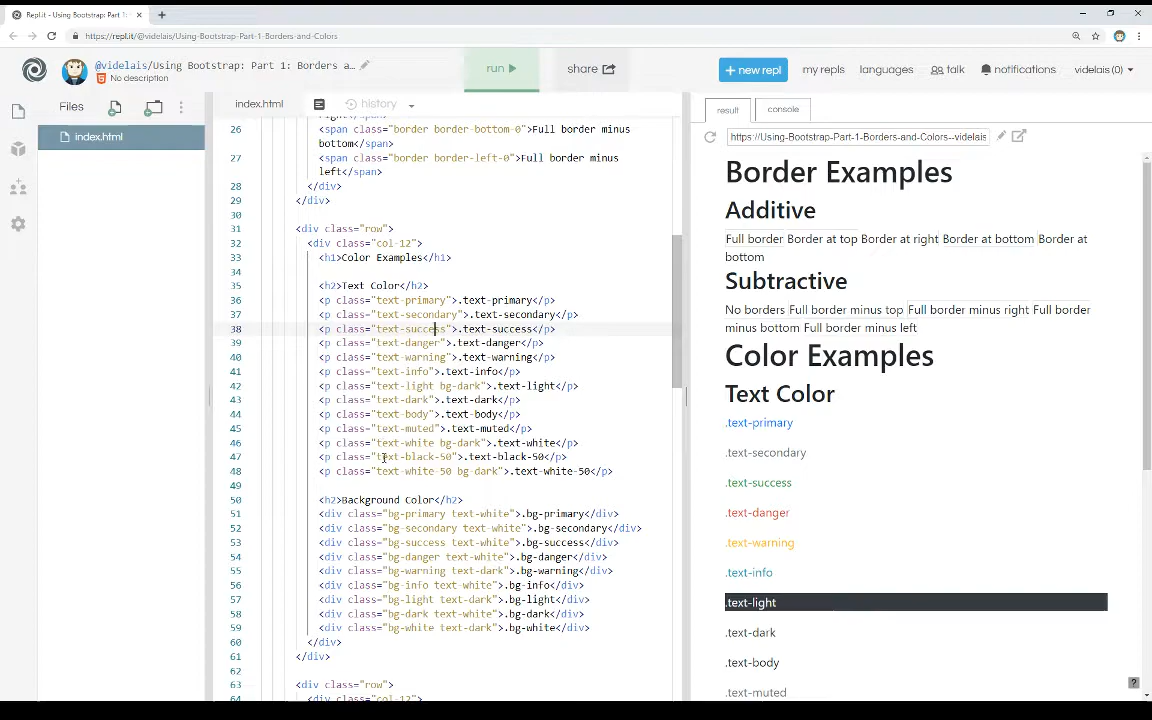 Repl.it - Using Bootstrap: Part 1:
https://repl.it/@videlais/Using-Bootstrap-Part-1-Borders-and-Colors
@videlais/Using Bootstrap: Part 1: Borders a...
No description
run
share
+ new repl
my repls
languages
talk
notifications
videlais (0)
Files
index.html
index.html
history
result
console
https://Using-Bootstrap-Part-1-Borders-and-Colors--videlais
26 <span class="border border-bottom-0">Full border minus
bottom</span>
27 <span class="border border-left-0">Full border minus
left</span>
28 </div>
29 </div>
30
31 <div class="row">
32 <div class="col-12">
33 <h1>Color Examples</h1>
34
35 <h2>Text Color</h2>
36 <p class="text-primary">.text-primary</p>
37 <p class="text-secondary">.text-secondary</p>
38 <p class="text-success">.text-success</p>
39 <p class="text-danger">.text-danger</p>
40 <p class="text-warning">.text-warning</p>
41 <p class="text-info">.text-info</p>
42 <p class="text-light bg-dark">.text-light</p>
43 <p class="text-dark">.text-dark</p>
44 <p class="text-body">.text-body</p>
45 <p class="text-muted">.text-muted</p>
46 <p class="text-white bg-dark">.text-white</p>
47 <p class="text-black-50">.text-black-50</p>
48 <p class="text-white-50 bg-dark">.text-white-50</p>
49
50 <h2>Background Color</h2>
51 <div class="bg-primary text-white">.bg-primary</div>
52 <div class="bg-secondary text-white">.bg-secondary</div>
53 <div class="bg-success text-white">.bg-success</div>
54 <div class="bg-danger text-white">.bg-danger</div>
55 <div class="bg-warning text-dark">.bg-warning</div>
56 <div class="bg-info text-white">.bg-info</div>
57 <div class="bg-light text-dark">.bg-light</div>
58 <div class="bg-dark text-white">.bg-dark</div>
59 <div class="bg-white text-dark">.bg-white</div>
60 </div>
61 </div>
62
63 <div class="row">
64 <div class="col-12">
Border Examples
Additive
Full border Border at top Border at right Border at bottom Border at
bottom
Subtractive
No borders Full border minus top Full border minus right Full border
minus bottom Full border minus left
Color Examples
Text Color
.text-primary
.text-secondary
.text-success
.text-danger
.text-warning
.text-info
.text-light
.text-dark
.text-body
.text-muted
?